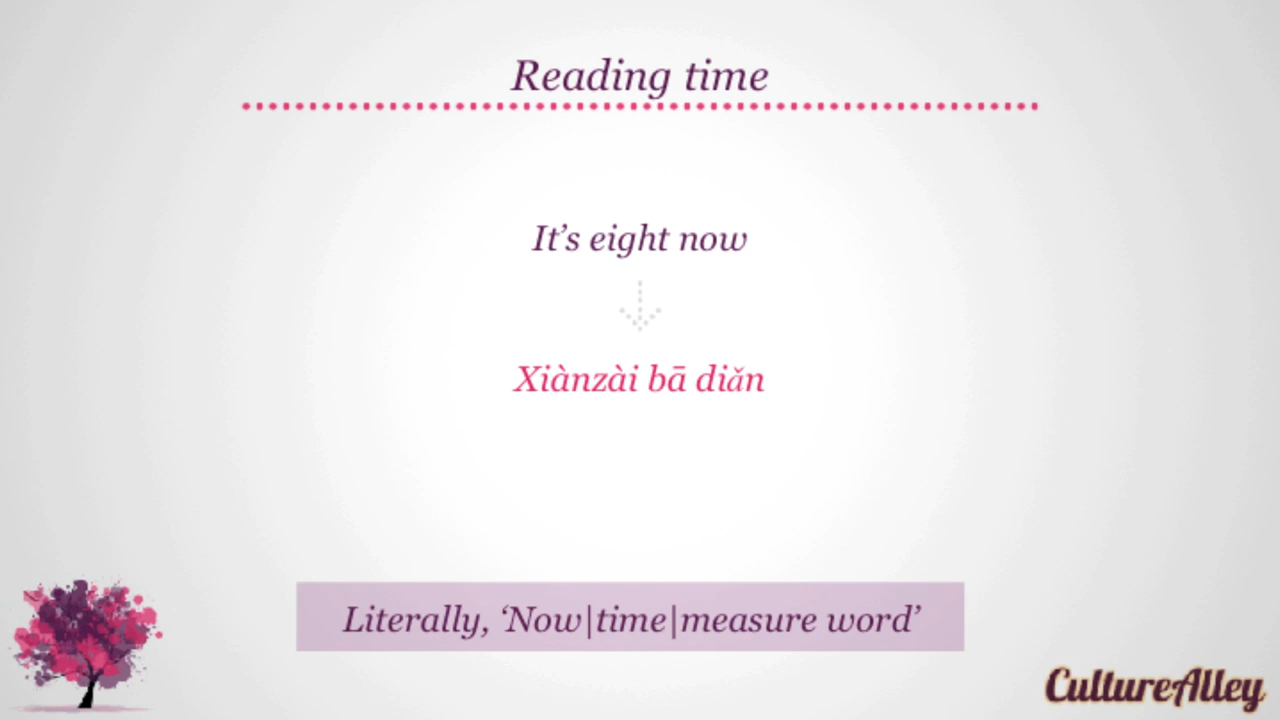 Reading time
It’s eight now
Xiànzài bā diǎn
Literally, ‘Now|time|measure word’
CultureAlley